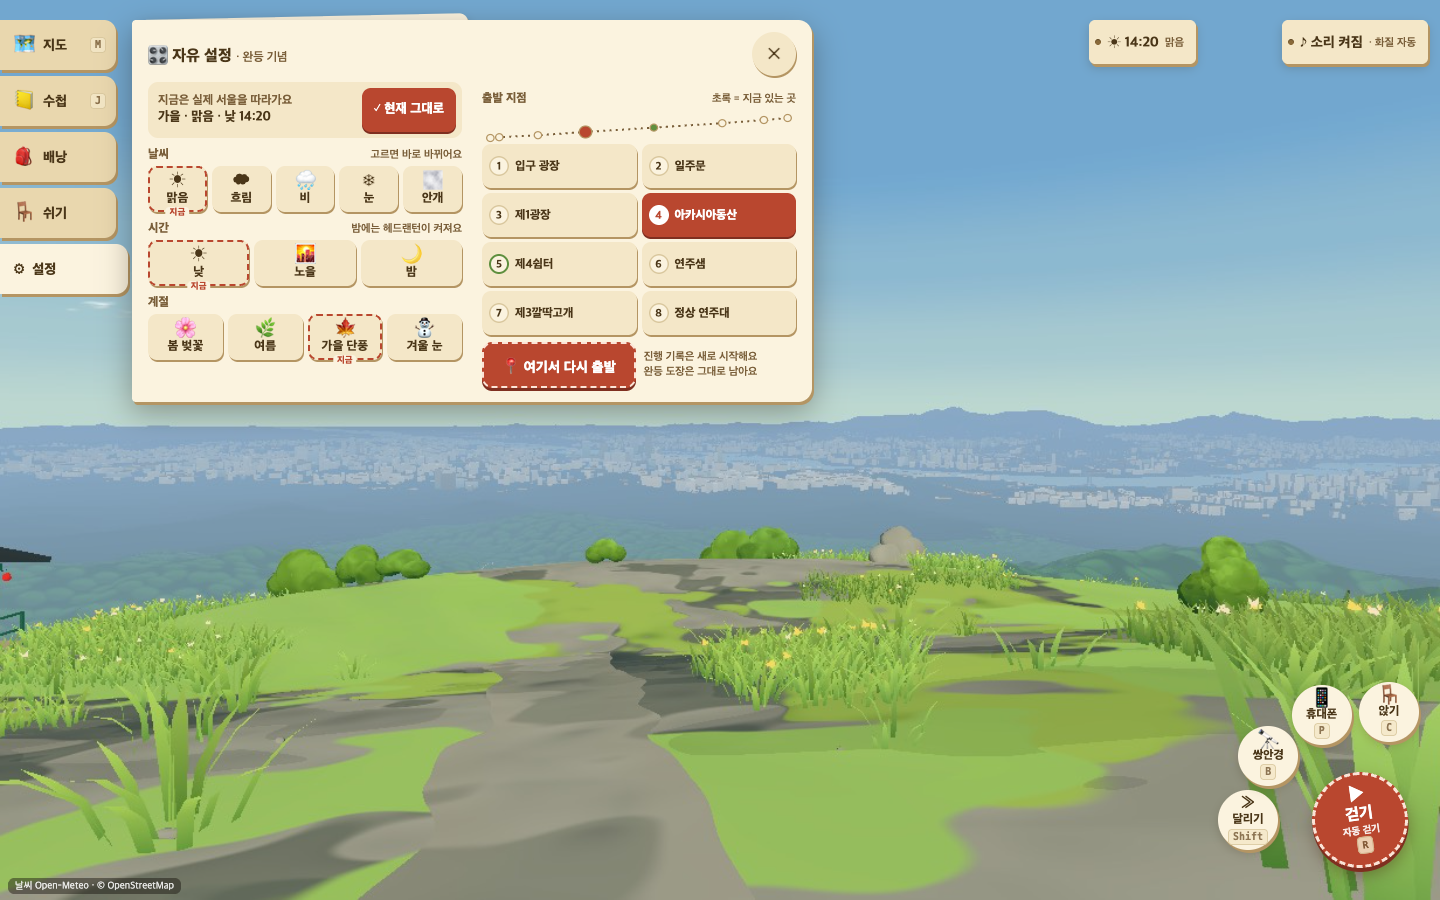 지도 M
수첩 J
배낭
쉬기
설정
자유 설정 · 완등 기념
지금은 실제 서울을 따라가요
가을 · 맑음 · 낮 14:20
✓ 현재 그대로
날씨
고르면 바로 바뀌어요
맑음
지금
흐림
비
눈
안개
시간
밤에는 헤드랜턴이 켜져요
낮
지금
노을
밤
계절
봄 벚꽃
여름
가을 단풍
지금
겨울 눈
출발 지점
초록 = 지금 있는 곳
1 입구 광장
2 일주문
3 제1광장
4 아카시아동산
5 제4쉼터
6 연주샘
7 제3깔딱고개
8 정상 연주대
여기서 다시 출발
진행 기록은 새로 시작해요
완등 도장은 그대로 남아요
14:20 맑음
♪ 소리 켜짐 · 화질 자동
휴대폰
P
앉기
C
쌍안경
B
달리기
Shift
걷기
자동 걷기
R
날씨 Open-Meteo · © OpenStreetMap